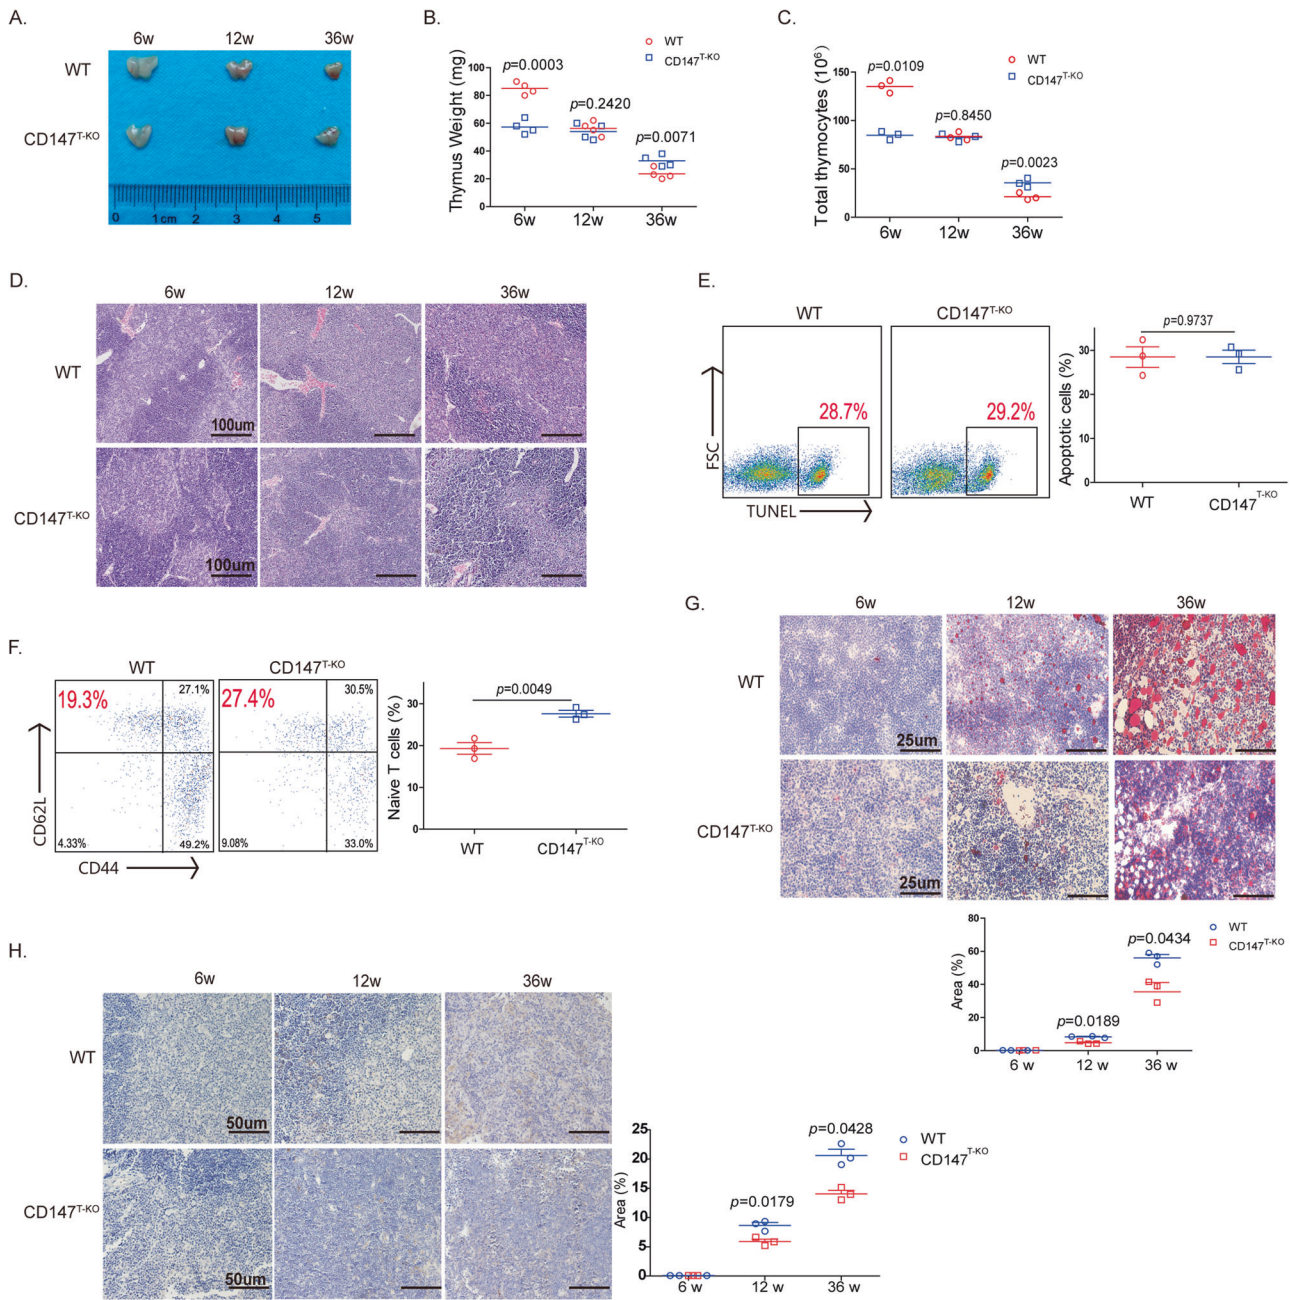 A.
6w 12w 36w
WT
CD147T-KO
0 1cm 2 3 4 5
B.
WT
CD147T-KO
Thymus Weight (mg)
100
80
60
40
20
0
p=0.0003
p=0.2420
p=0.0071
6w 12w 36w
C.
WT
CD147T-KO
Total thymocytes (10⁶)
150
100
50
0
p=0.0109
p=0.8450
p=0.0023
6w 12w 36w
D.
6w 12w 36w
WT
100um
CD147T-KO
100um
E.
WT CD147T-KO
28.7% 29.2%
FSC
TUNEL
p=0.9737
Apoptotic cells (%)
30
20
10
0
WT CD147T-KO
F.
WT CD147T-KO
19.3% 27.1% 27.4% 30.5%
4.33% 49.2% 9.08% 33.0%
CD62L
CD44
p=0.0049
Naive T cells (%)
30
20
10
0
WT CD147T-KO
G.
6w 12w 36w
WT
25um
CD147T-KO
25um
WT
CD147T-KO
Area (%)
80
60
40
20
0
p=0.0434
p=0.0189
6 w 12 w 36 w
H.
6w 12w 36w
WT
50um
CD147T-KO
50um
WT
CD147T-KO
Area (%)
25
20
15
10
5
0
p=0.0428
p=0.0179
6 w 12 w 36 w